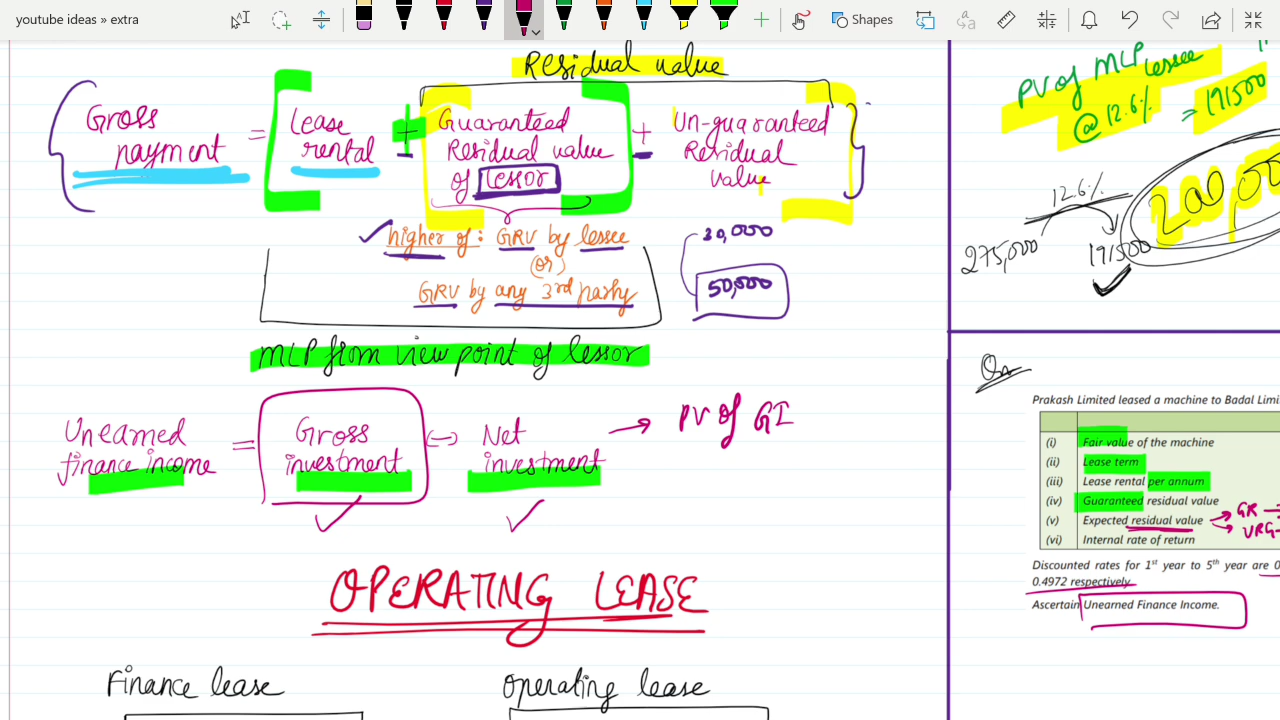 youtube ideas » extra
Shapes
Residual value
Gross payment = Lease rental + Guaranteed Residual value of lessor + Un-guaranteed Residual value
higher of: GRV by lessee
(or)
GRV by any 3rd party
50,000
MLP from view point of lessor
Unearned finance income = Gross investment (-) Net investment → PV of GI
OPERATING LEASE
Finance lease
Operating lease
PV of MLP lessee
@ 12.6% = 191500
12.6%
275,000
191500
Prakash Limited leased a machine to Badal Limi
(i) Fair value of the machine
(ii) Lease term
(iii) Lease rental per annum
(iv) Guaranteed residual value
(v) Expected residual value → GR →
→ URG-
(vi) Internal rate of return
Discounted rates for 1st year to 5th year are 0
0.4972 respectively.
Ascertain Unearned Finance Income.